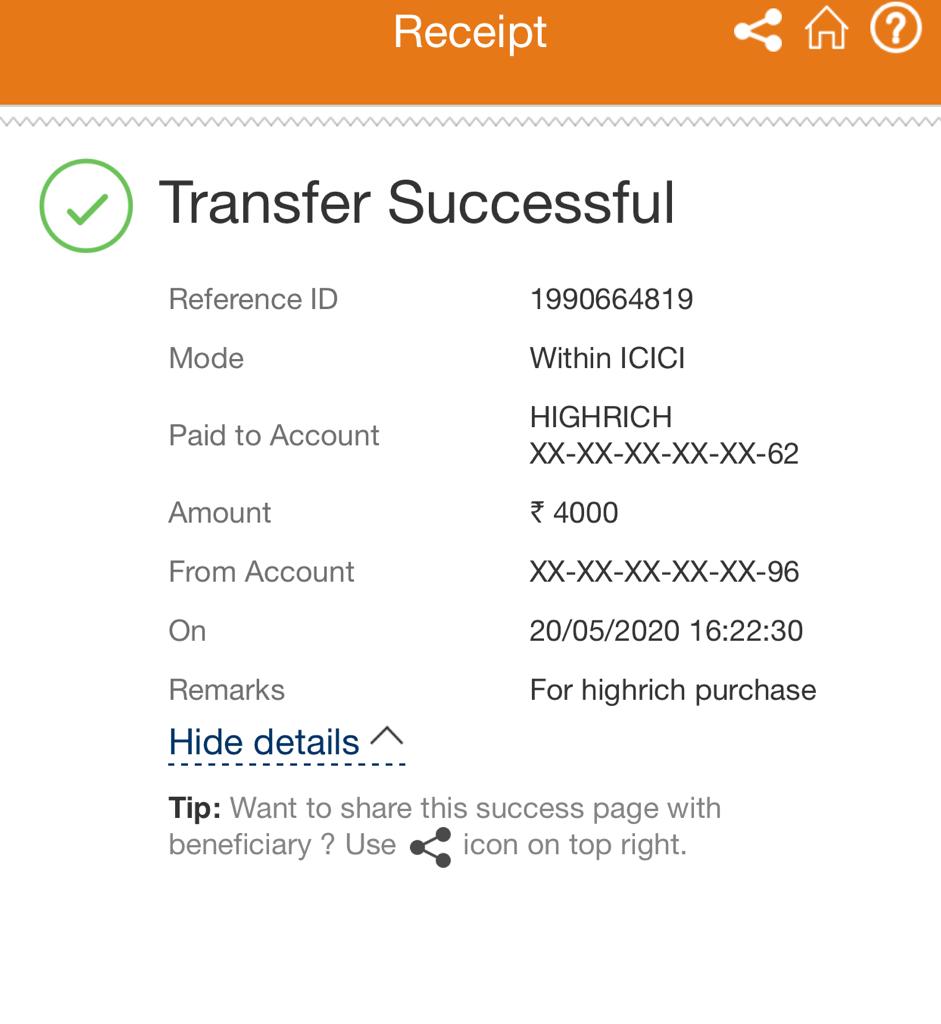 Receipt
Transfer Successful
Reference ID 1990664819
Mode Within ICICI
Paid to Account HIGHRICH
XX-XX-XX-XX-XX-62
Amount ₹ 4000
From Account XX-XX-XX-XX-XX-96
On 20/05/2020 16:22:30
Remarks For highrich purchase
Hide details
Tip: Want to share this success page with
beneficiary ? Use icon on top right.